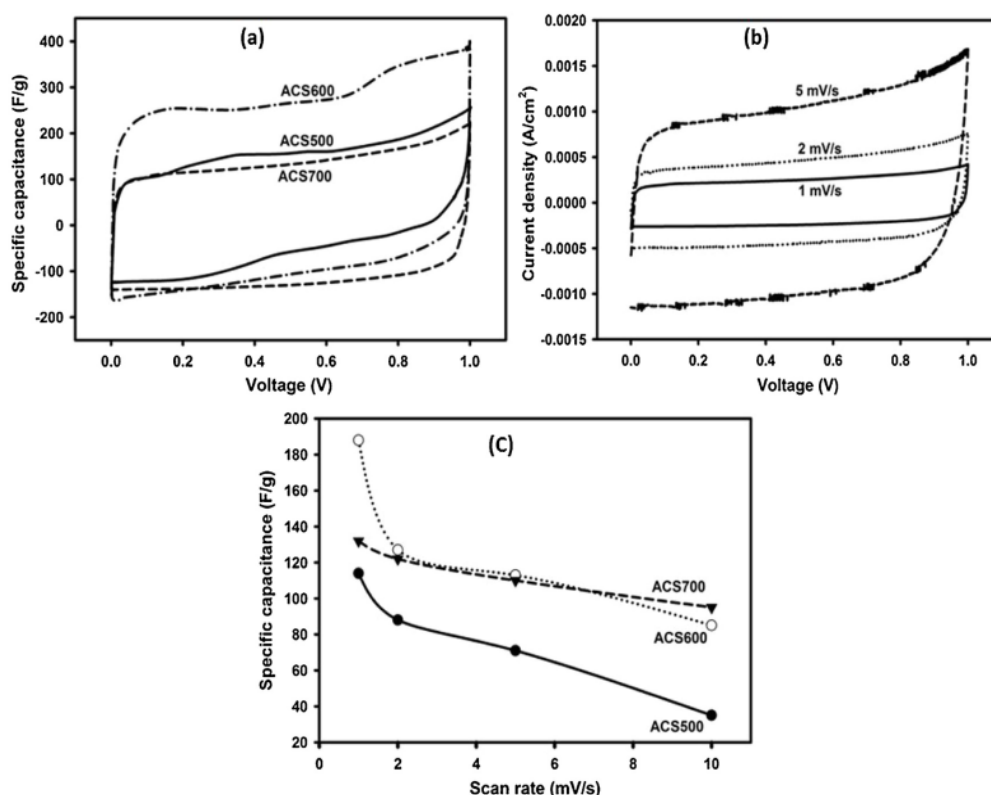 (a)
Specific capacitance (F/g)
400
300
200
100
0
-100
-200
ACS600
ACS500
ACS700
0.0 0.2 0.4 0.6 0.8 1.0
Voltage (V)
(b)
Current density (A/cm²)
0.0020
0.0015
0.0010
0.0005
0.0000
-0.0005
-0.0010
-0.0015
5 mV/s
2 mV/s
1 mV/s
0.0 0.2 0.4 0.6 0.8 1.0
Voltage (V)
(C)
Specific capacitance (F/g)
200
180
160
140
120
100
80
60
40
20
ACS700
ACS600
ACS500
0 2 4 6 8 10
Scan rate (mV/s)